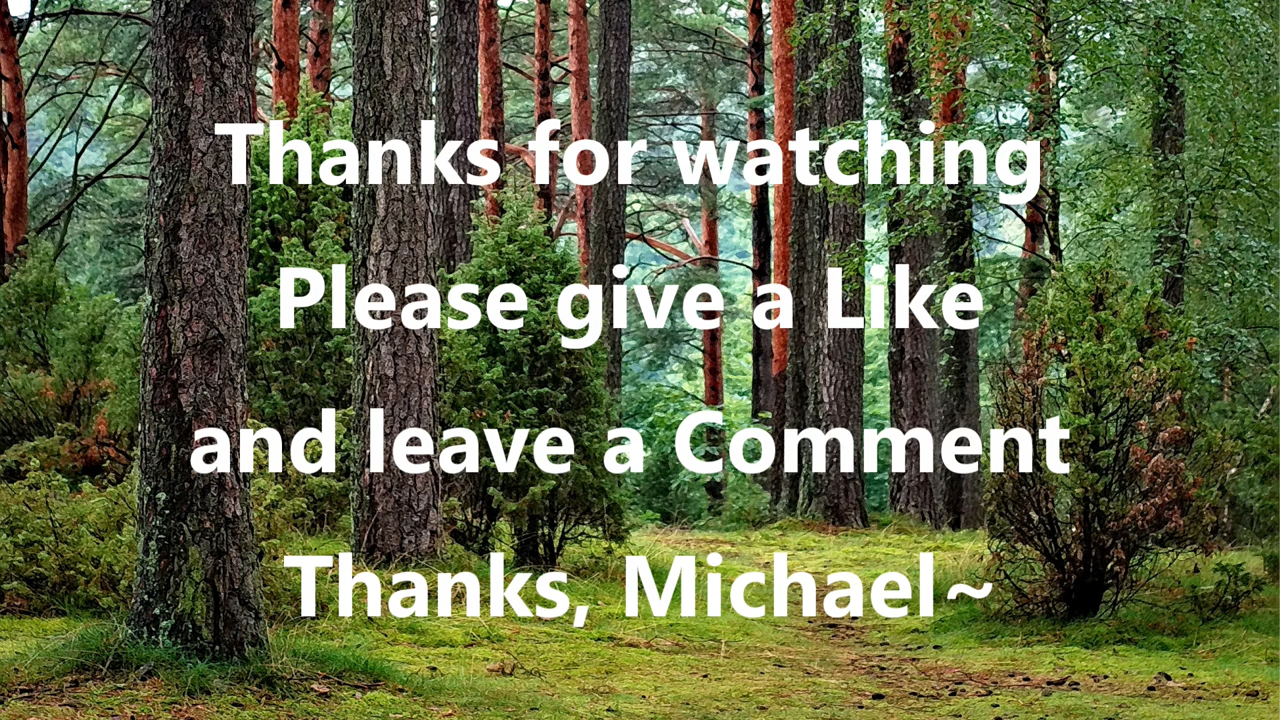 Thanks for watching
Please give a Like
and leave a Comment
Thanks, Michael~